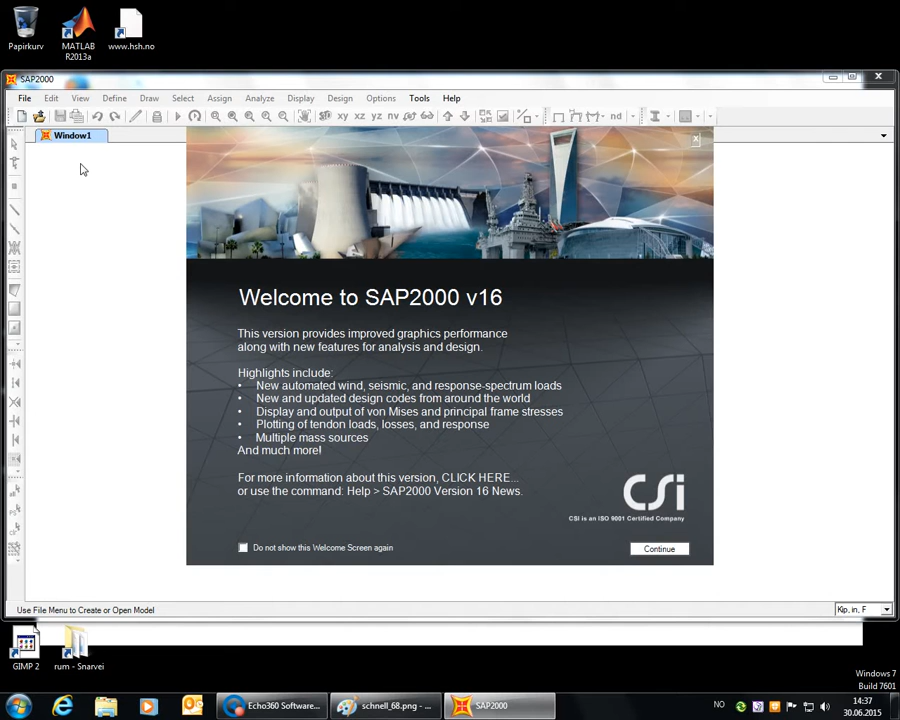 Papirkurv
MATLAB R2013a
www.hsh.no
SAP2000
File Edit View Define Draw Select Assign Analyze Display Design Options Tools Help
xy xz yz nv nd
Window1
x
Welcome to SAP2000 v16
This version provides improved graphics performance
along with new features for analysis and design.
Highlights include:
• New automated wind, seismic, and response-spectrum loads
• New and updated design codes from around the world
• Display and output of von Mises and principal frame stresses
• Plotting of tendon loads, losses, and response
• Multiple mass sources
And much more!
For more information about this version, CLICK HERE...
or use the command: Help > SAP2000 Version 16 News.
CSi
CSI is an ISO 9001 Certified Company
Do not show this Welcome Screen again
Continue
Use File Menu to Create or Open Model
Kip, in, F
GIMP 2
rum - Snarvei
Windows 7
Build 7601
Echo360 Software...
schnell_68.png - ...
SAP2000
NO
14:37
30.06.2015